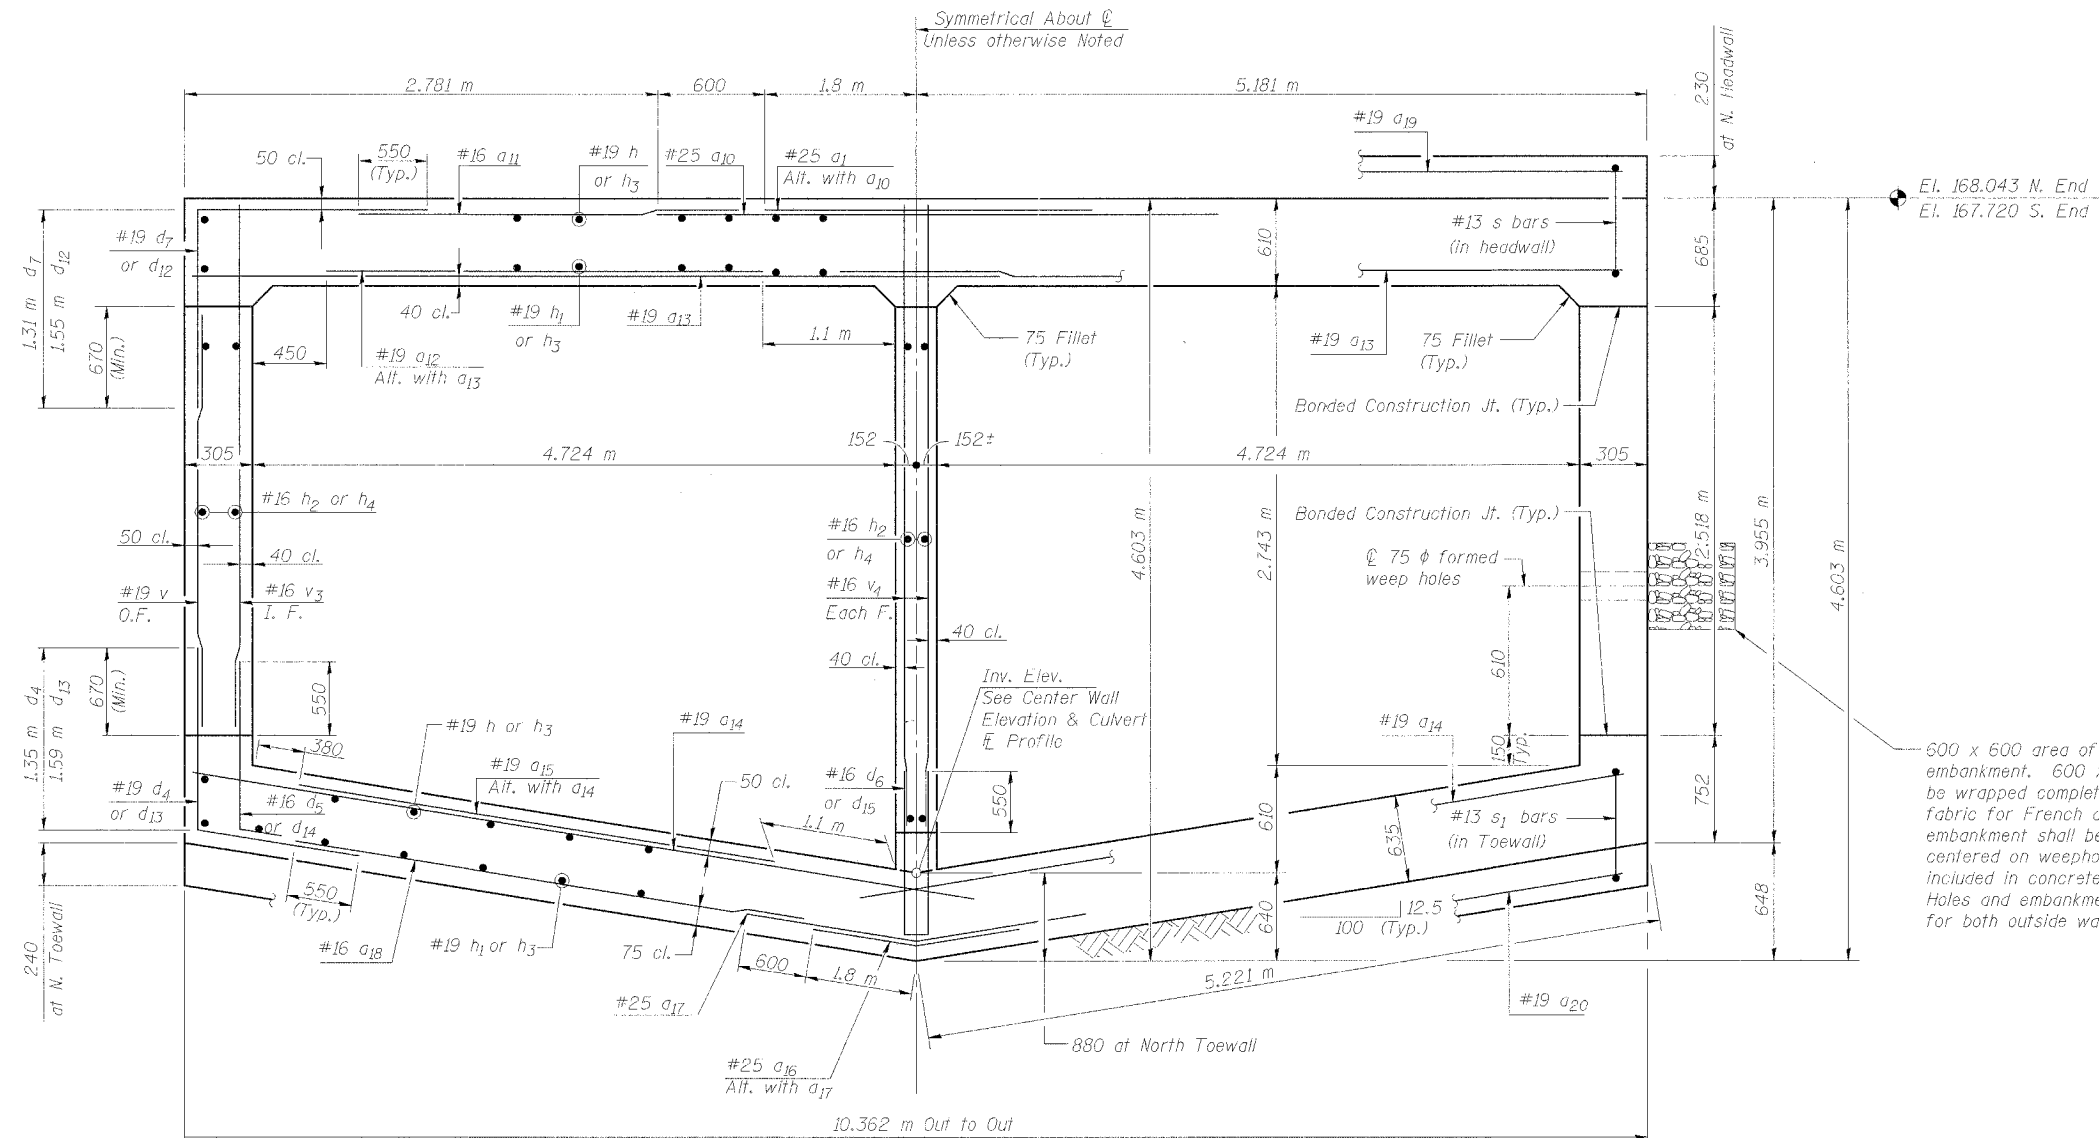 Symmetrical About ℄
Unless otherwise Noted
2.781 m
600
1.8 m
5.181 m
230
at N. Headwall
#19 a19
50 cl.
550
(Typ.)
#16 a11
#19 h
or h3
#25 a10
#25 a1
Alt. with a10
El. 168.043 N. End
El. 167.720 S. End
#19 d7
or d12
1.31 m d7
1.55 m d12
610
#13 s bars
(in headwall)
685
40 cl.
#19 h1
or h3
#19 a13
1.1 m
75 Fillet
(Typ.)
#19 a13
75 Fillet
(Typ.)
670
(Min.)
450
#19 a12
Alt. with a13
Bonded Construction Jt. (Typ.)
152
152±
305
4.724 m
4.724 m
305
#16 h2 or h4
50 cl.
40 cl.
#16 h2
or h4
4.603 m
2.743 m
Bonded Construction Jt. (Typ.)
2.518 m
3.955 m
4.603 m
℄ 75 φ formed
weep holes
#19 v
O.F.
#16 v3
I. F.
#16 v4
Each F.
40 cl.
40 cl.
610
1.35 m d4
1.59 m d13
670
(Min.)
550
Inv. Elev.
See Center Wall
Elevation & Culvert
℄ Profile
#19 h or h3
#19 a14
#19 a14
150
Typ.
380
#19 a15
Alt. with a14
50 cl.
#16 d6
or d15
550
600 x 600 area of
embankment. 600
be wrapped complet
fabric for French
embankment shall be
centered on weepho
included in concrete
Holes and embankme
for both outside wa
#19 d4
or d13
#16 d5
or d14
1.1 m
610
635
#13 s1 bars
(in Toewall)
752
550
(Typ.)
240
at N. Toewall
#16 a18
#19 h1 or h3
75 cl.
600
1.8 m
640
12.5
100 (Typ.)
648
5.221 m
#25 a17
#19 a20
880 at North Toewall
#25 a16
Alt. with a17
10.362 m Out to Out